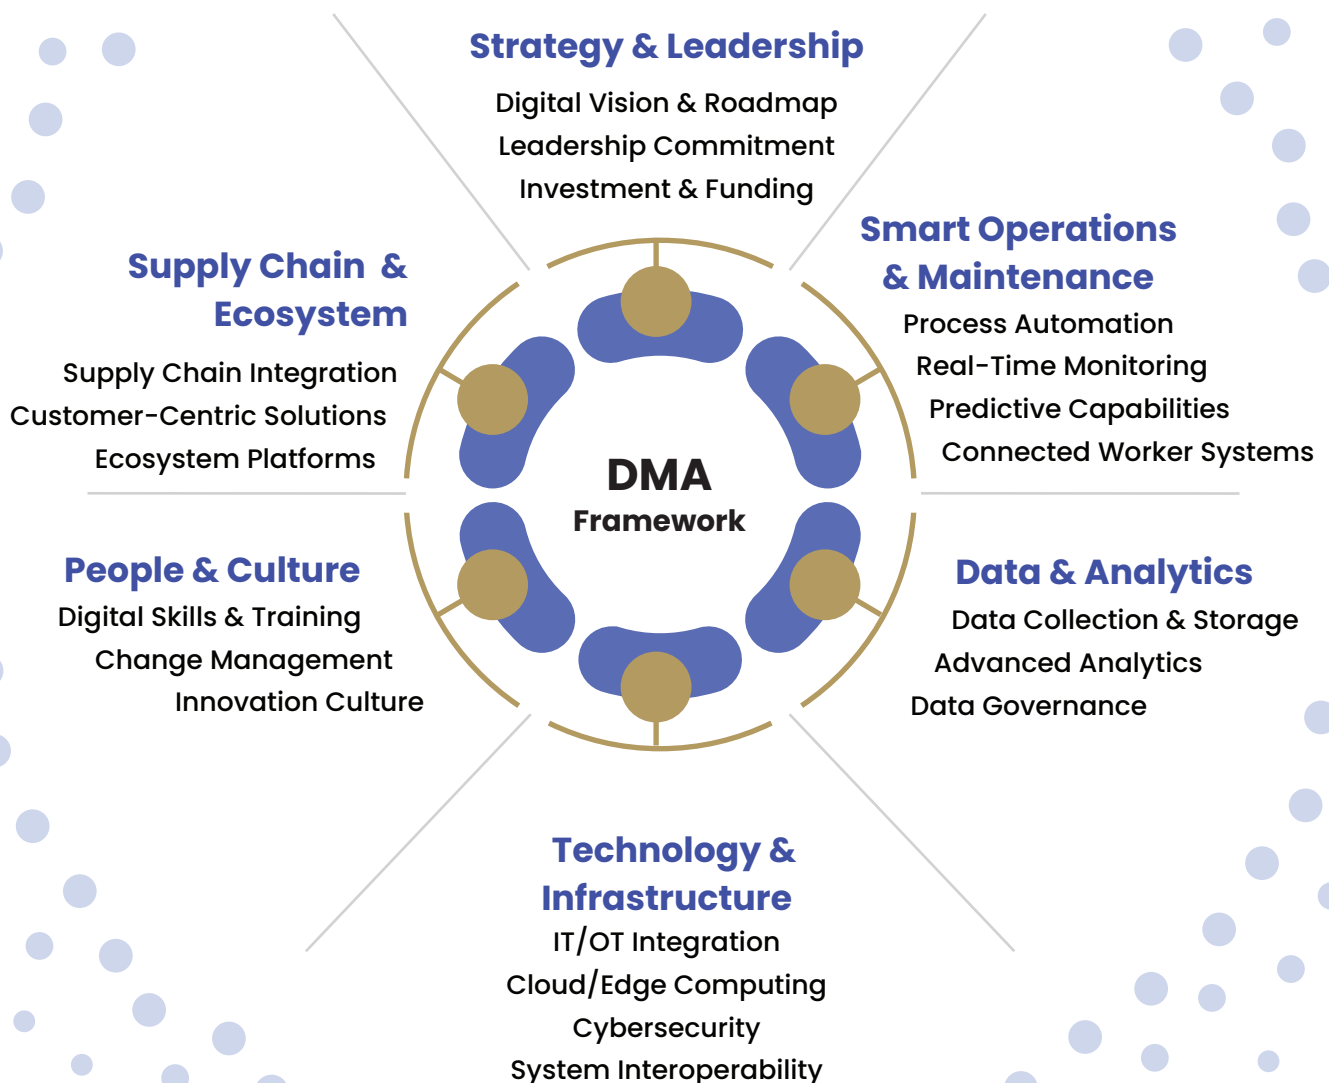 Strategy & Leadership
Digital Vision & Roadmap
Leadership Commitment
Investment & Funding
Smart Operations
& Maintenance
Process Automation
Real-Time Monitoring
Predictive Capabilities
Connected Worker Systems
Supply Chain &
Ecosystem
Supply Chain Integration
Customer-Centric Solutions
Ecosystem Platforms
DMA
Framework
People & Culture
Digital Skills & Training
Change Management
Innovation Culture
Data & Analytics
Data Collection & Storage
Advanced Analytics
Data Governance
Technology &
Infrastructure
IT/OT Integration
Cloud/Edge Computing
Cybersecurity
System Interoperability